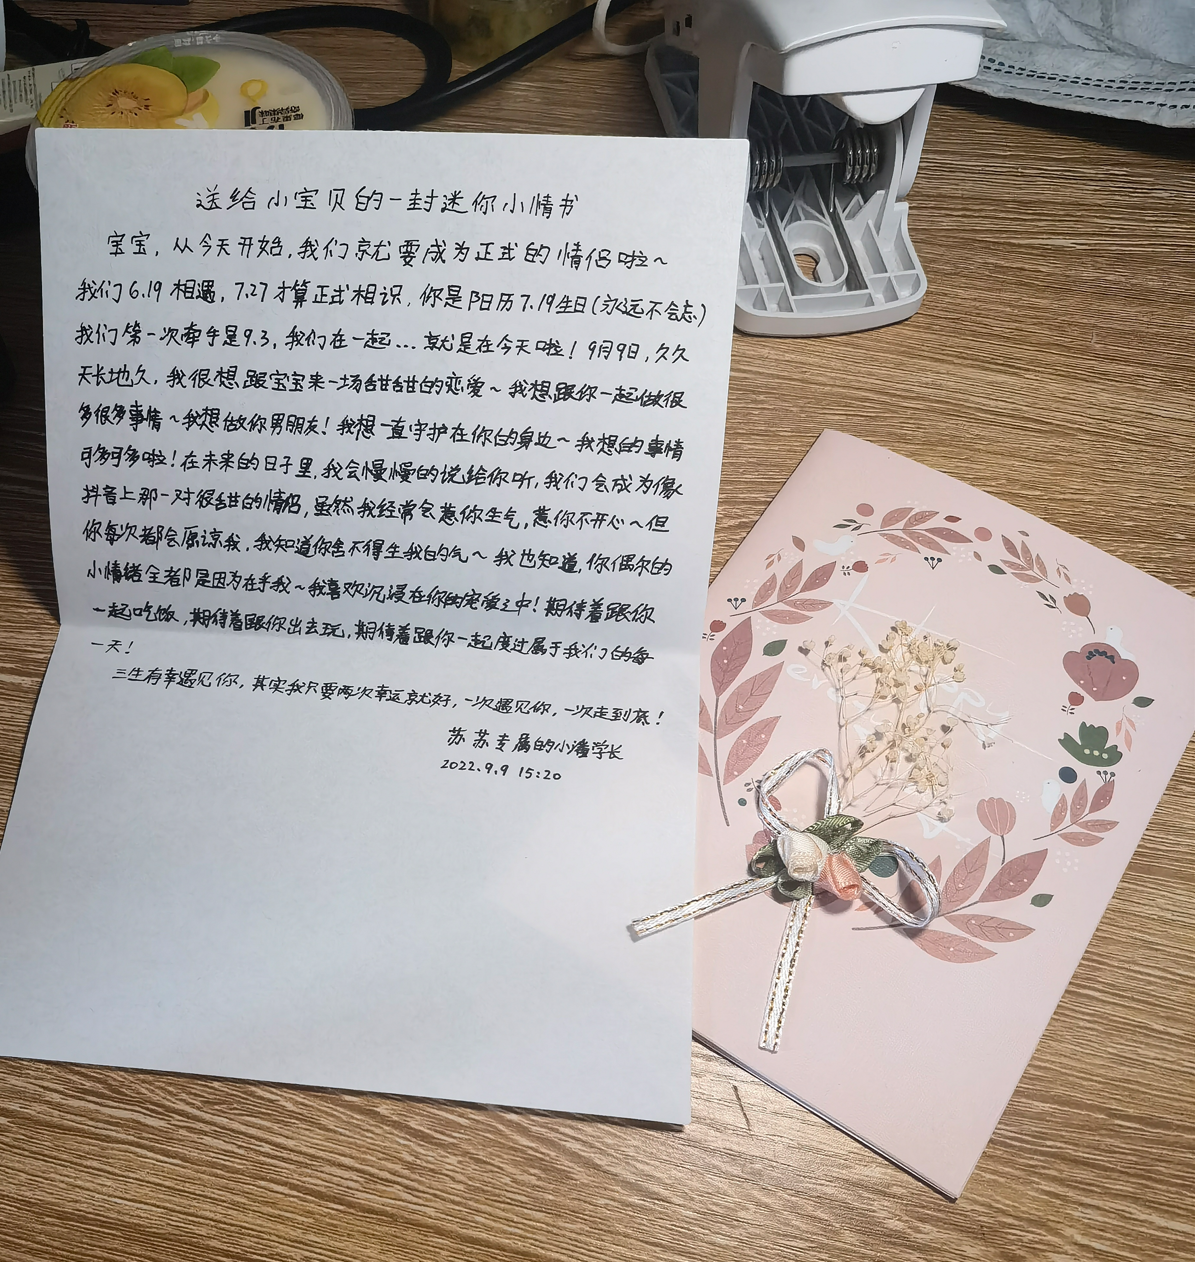 送给小宝贝的一封迷你小情书
宝宝，从今天开始，我们就要成为正式的情侣啦～
我们6.19相遇，7.27才算正式相识，你是阳历7.19生日(永远不会忘)
我们第一次牵手是9.3，我们在一起…就是在今天啦！9月9日，久久
天长地久，我很想跟宝宝来一场甜甜的恋爱～我想跟你一起做很
多很多事情～我想做你男朋友！我想一直守护在你的身边～我想的事情
可多可多啦！在未来的日子里，我会慢慢的说给你听，我们会成为像
抖音上那一对很甜的情侣，虽然我经常会惹你生气，惹你不开心～但
你每次都会原谅我，我知道你舍不得生我的气～我也知道，你偶尔的
小情绪全都是因为在乎我～我喜欢沉浸在你的宠爱之中！期待着跟你
一起吃饭，期待着跟你出去玩，期待着跟你一起度过属于我们的每
一天！
三生有幸遇见你，其实我只要两次幸运就好，一次遇见你，一次走到底！
苏苏专属的小潘学长
2022.9.9 15:20